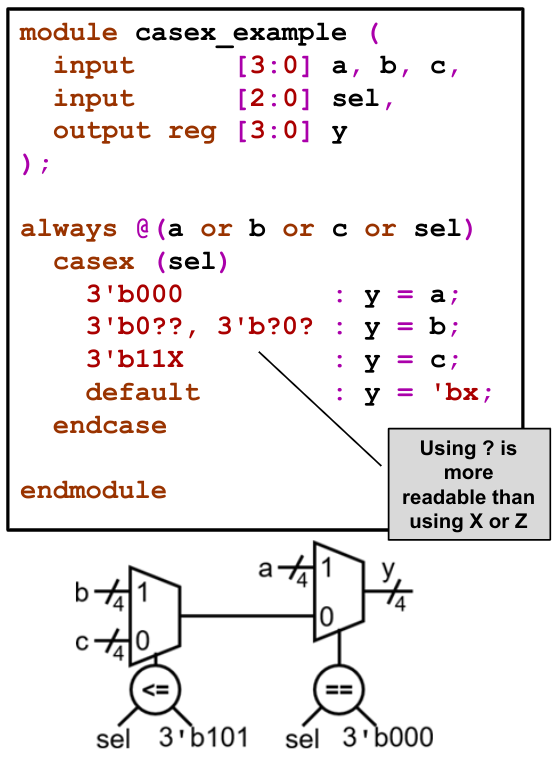 module casex_example (
  input      [3:0] a, b, c,
  input      [2:0] sel,
  output reg [3:0] y
);
always @(a or b or c or sel)
  casex (sel)
    3'b000         : y = a;
    3'b0??, 3'b?0? : y = b;
    3'b11X         : y = c;
    default        : y = 'bx;
  endcase
endmodule
Using ? is
more
readable than
using X or Z
a 4 1 y 4
b 4 1
0
c 4 0
<= ==
sel 3'b101 sel 3'b000